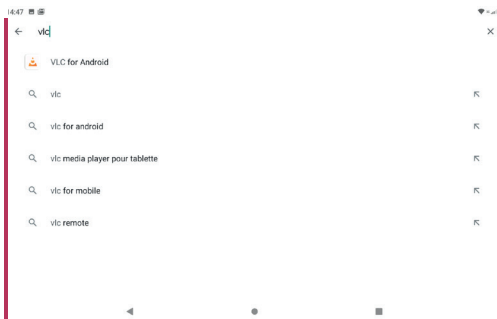 14:47
vlc
VLC for Android
vlc
vlc for android
vlc media player pour tablette
vlc for mobile
vlc remote